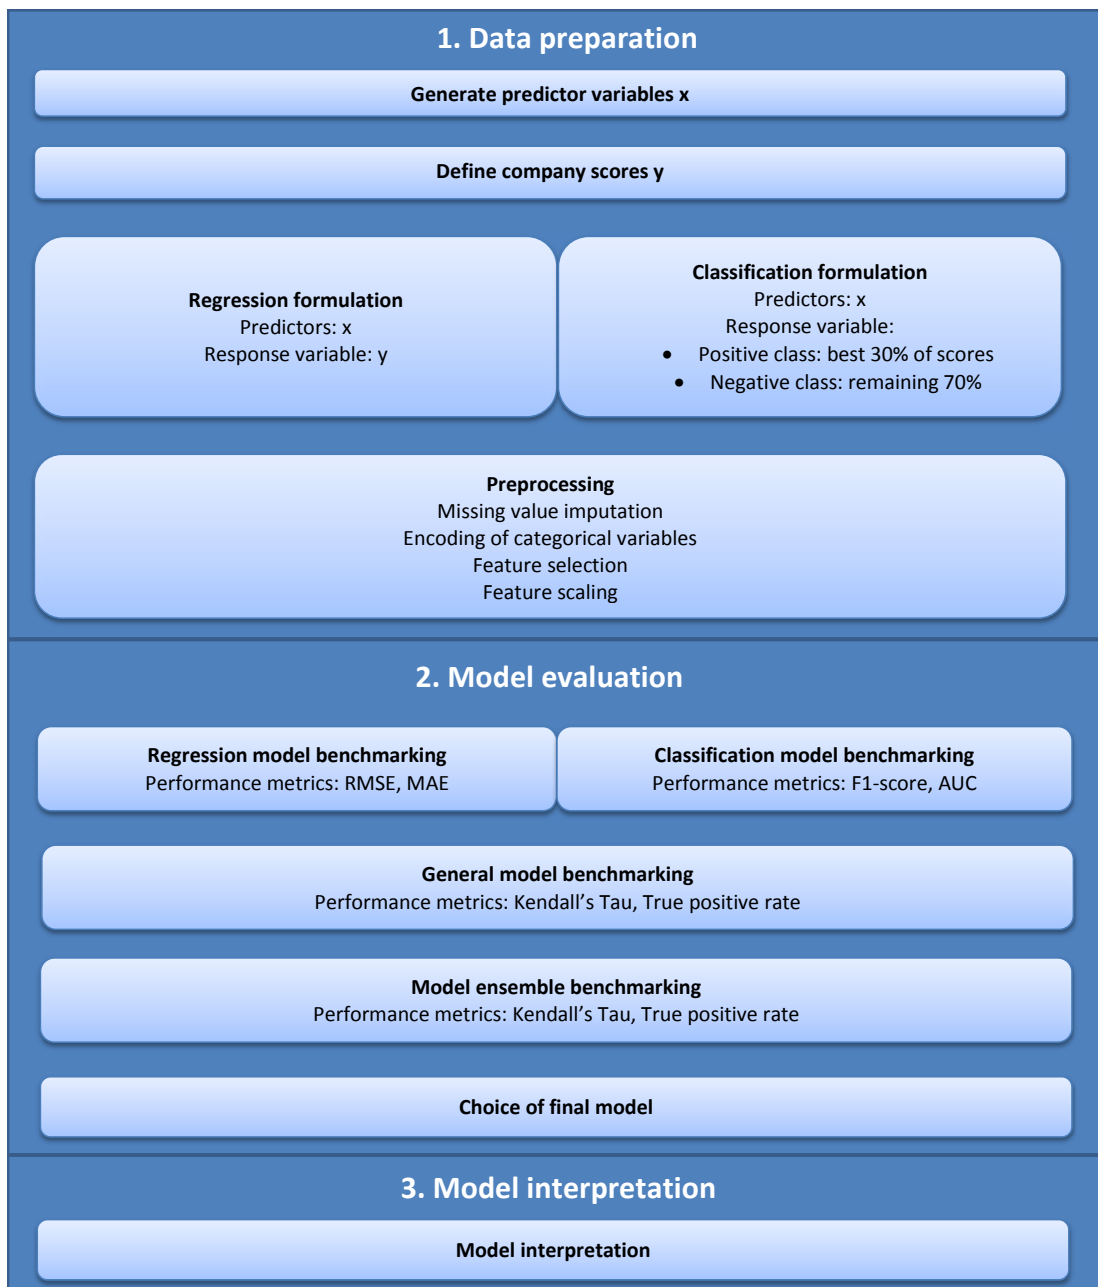 1. Data preparation
Generate predictor variables x
Define company scores y
Regression formulation
Predictors: x
Response variable: y
Classification formulation
Predictors: x
Response variable:
• Positive class: best 30% of scores
• Negative class: remaining 70%
Preprocessing
Missing value imputation
Encoding of categorical variables
Feature selection
Feature scaling
2. Model evaluation
Regression model benchmarking
Performance metrics: RMSE, MAE
Classification model benchmarking
Performance metrics: F1-score, AUC
General model benchmarking
Performance metrics: Kendall’s Tau, True positive rate
Model ensemble benchmarking
Performance metrics: Kendall’s Tau, True positive rate
Choice of final model
3. Model interpretation
Model interpretation